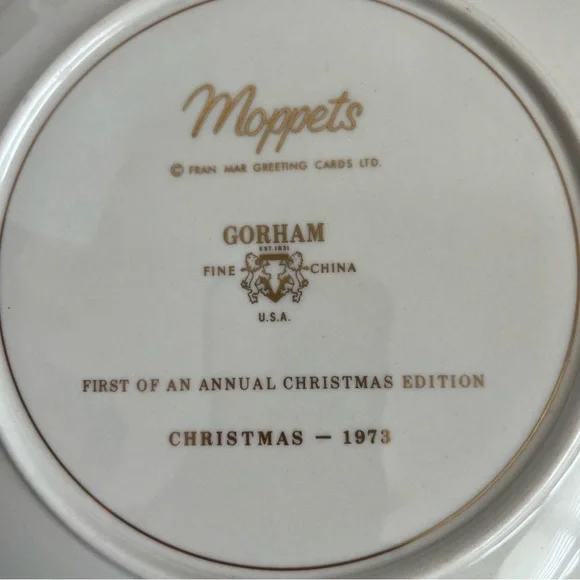 Moppets
© FRAN MAR GREETING CARDS LTD.
GORHAM
EST. 1831
FINE CHINA
U.S.A.
FIRST OF AN ANNUAL CHRISTMAS EDITION
CHRISTMAS — 1973